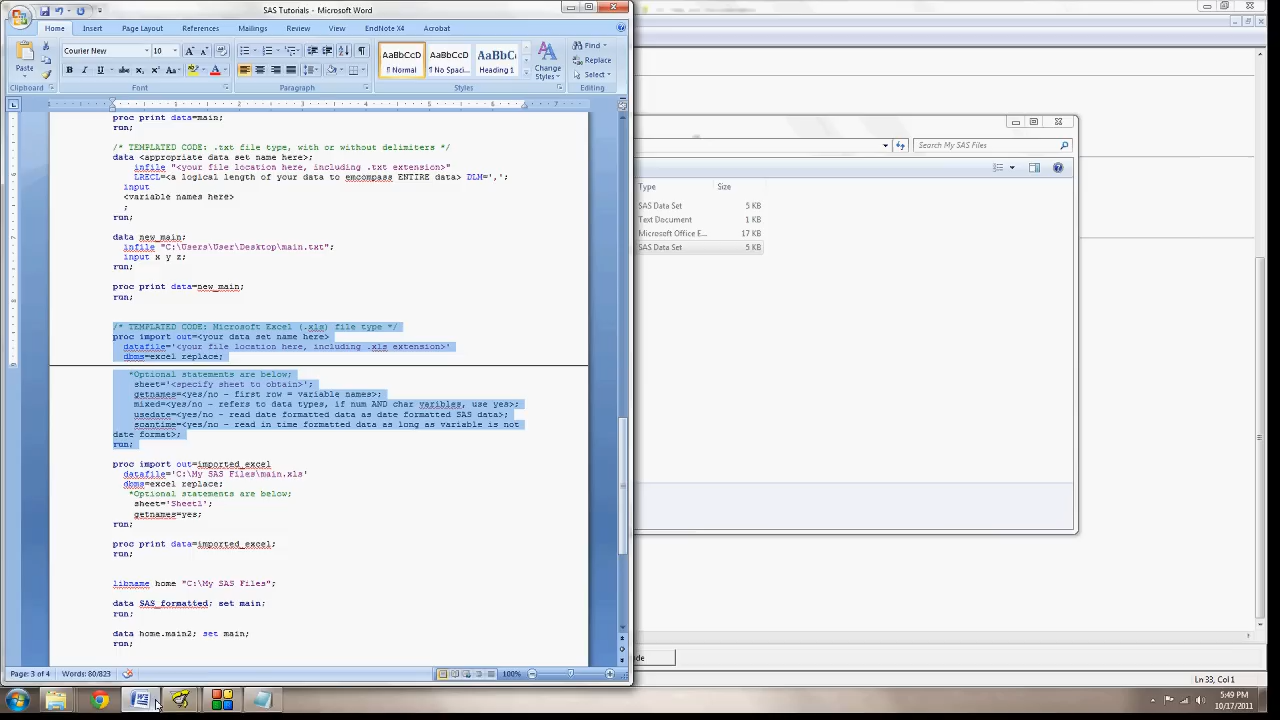 SAS Tutorials - Microsoft Word
Home Insert Page Layout References Mailings Review View EndNote X4 Acrobat
Courier New 10
Paste
AaBbCcD AaBbCcD AaBbCc
¶ Normal ¶ No Spaci... Heading 1
Change Styles
Find
Replace
Select
Clipboard Font Paragraph Styles Editing
proc print data=main;
run;
/* TEMPLATED CODE: .txt file type, with or without delimiters */
data <appropriate data set name here>;
infile "<your file location here, including .txt extension>"
LRECL=<a logical length of your data to emcompass ENTIRE data> DLM=',';
input
<variable names here>
;
run;
data new_main;
infile "C:\Users\User\Desktop\main.txt";
input x y z;
run;
proc print data=new_main;
run;
/* TEMPLATED CODE: Microsoft Excel (.xls) file type */
proc import out=<your data set name here>
datafile='<your file location here, including .xls extension>'
dbms=excel replace;
*Optional statements are below;
sheet='<specify sheet to obtain>';
getnames=<yes/no - first row = variable names>;
mixed=<yes/no - refers to data types, if num AND char varibles, use yes>;
usedate=<yes/no - read date formatted data as date formatted SAS data>;
scantime=<yes/no - read in time formatted data as long as variable is not
date format>;
run;
proc import out=imported_excel
datafile='C:\My SAS Files\main.xls'
dbms=excel replace;
*Optional statements are below;
sheet='Sheet1';
getnames=yes;
run;
proc print data=imported_excel;
run;
libname home "C:\My SAS Files";
data SAS_formatted; set main;
run;
data home.main2; set main;
run;
Page: 3 of 4 Words: 80/823 100%
Search My SAS Files
Type Size
SAS Data Set 5 KB
Text Document 1 KB
Microsoft Office E... 17 KB
SAS Data Set 5 KB
Ln 33, Col 1
5:49 PM
10/17/2011